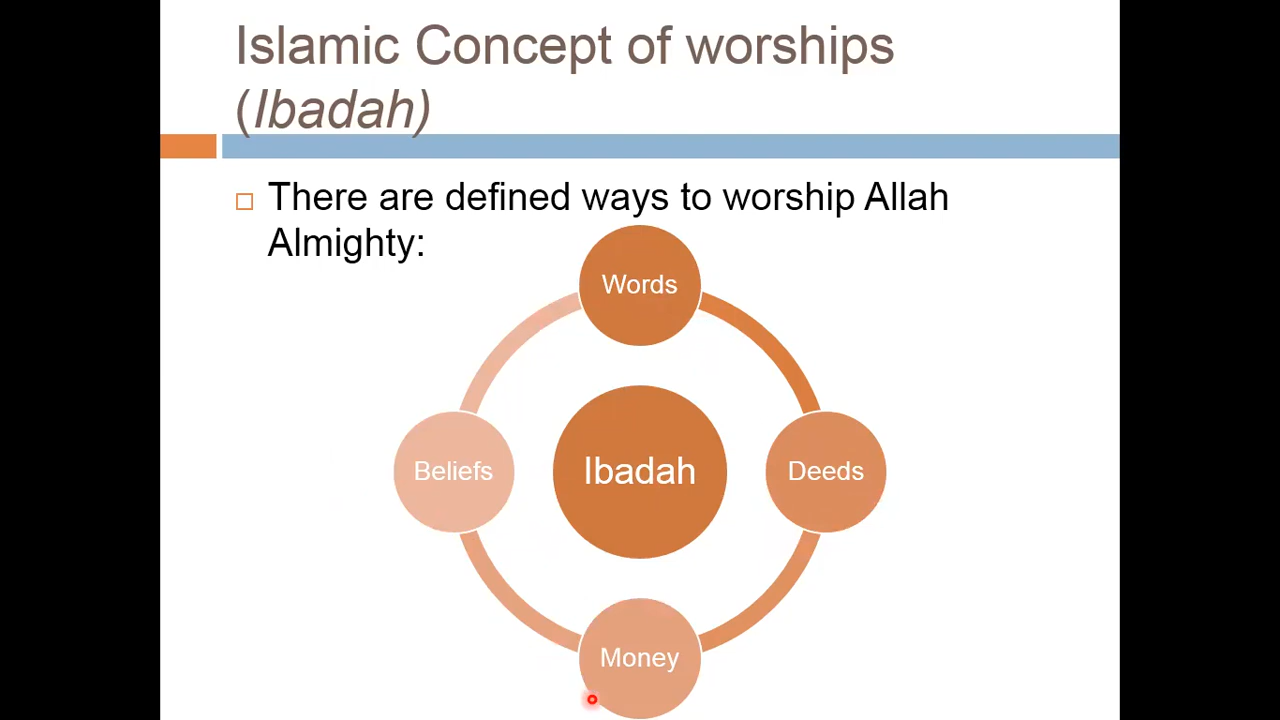 Islamic Concept of worships
(Ibadah)
There are defined ways to worship Allah
Almighty:
Words
Beliefs
Ibadah
Deeds
Money